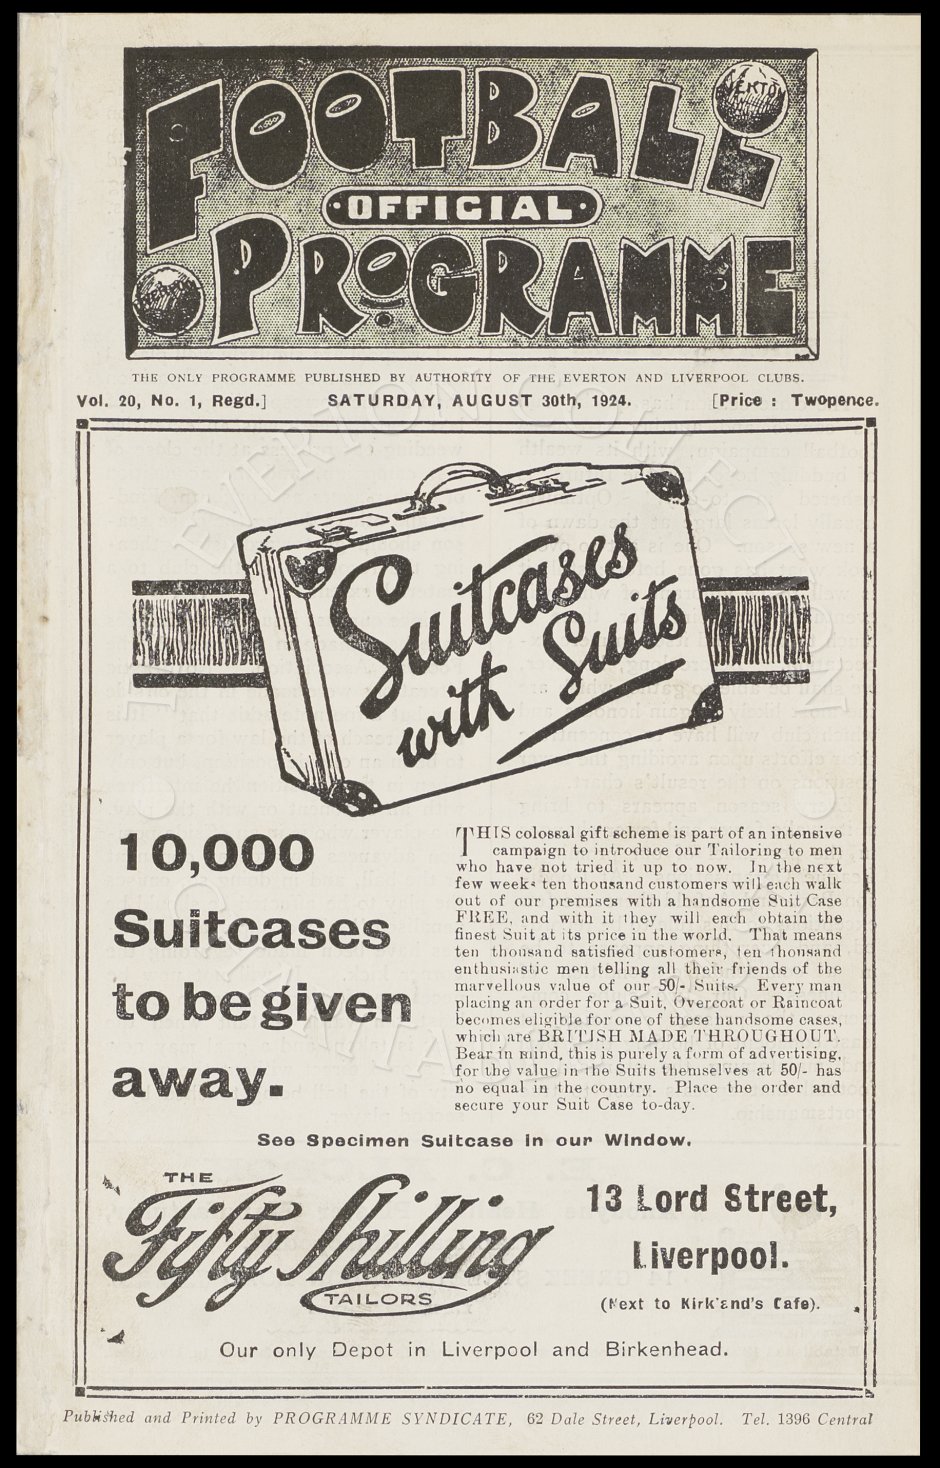 FOOTBALL
EVERTON
OFFICIAL
PROGRAMME
THE ONLY PROGRAMME PUBLISHED BY AUTHORITY OF THE EVERTON AND LIVERPOOL CLUBS.
Vol. 20, No. 1, Regd.] SATURDAY, AUGUST 30th, 1924. [Price : Twopence.
Suitcases
with Suits
10,000
Suitcases
to be given
away.
THIS colossal gift scheme is part of an intensive
campaign to introduce our Tailoring to men
who have not tried it up to now. In the next
few weeks ten thousand customers will each walk
out of our premises with a handsome Suit Case
FREE, and with it they will each obtain the
finest Suit at its price in the world. That means
ten thousand satisfied customers, ten thousand
enthusiastic men telling all their friends of the
marvellous value of our 50/- Suits. Every man
placing an order for a Suit, Overcoat or Raincoat
becomes eligible for one of these handsome cases,
which are BRITISH MADE THROUGHOUT.
Bear in mind, this is purely a form of advertising,
for the value in the Suits themselves at 50/- has
no equal in the country. Place the order and
secure your Suit Case to-day.
See Specimen Suitcase in our Window.
THE
Fifty Shilling
TAILORS
13 Lord Street,
Liverpool.
(Next to Kirkland's Cafe).
Our only Depot in Liverpool and Birkenhead.
Published and Printed by PROGRAMME SYNDICATE, 62 Dale Street, Liverpool. Tel. 1396 Central
THE EVERTON COLLECTION
CHARITABLE TRUST